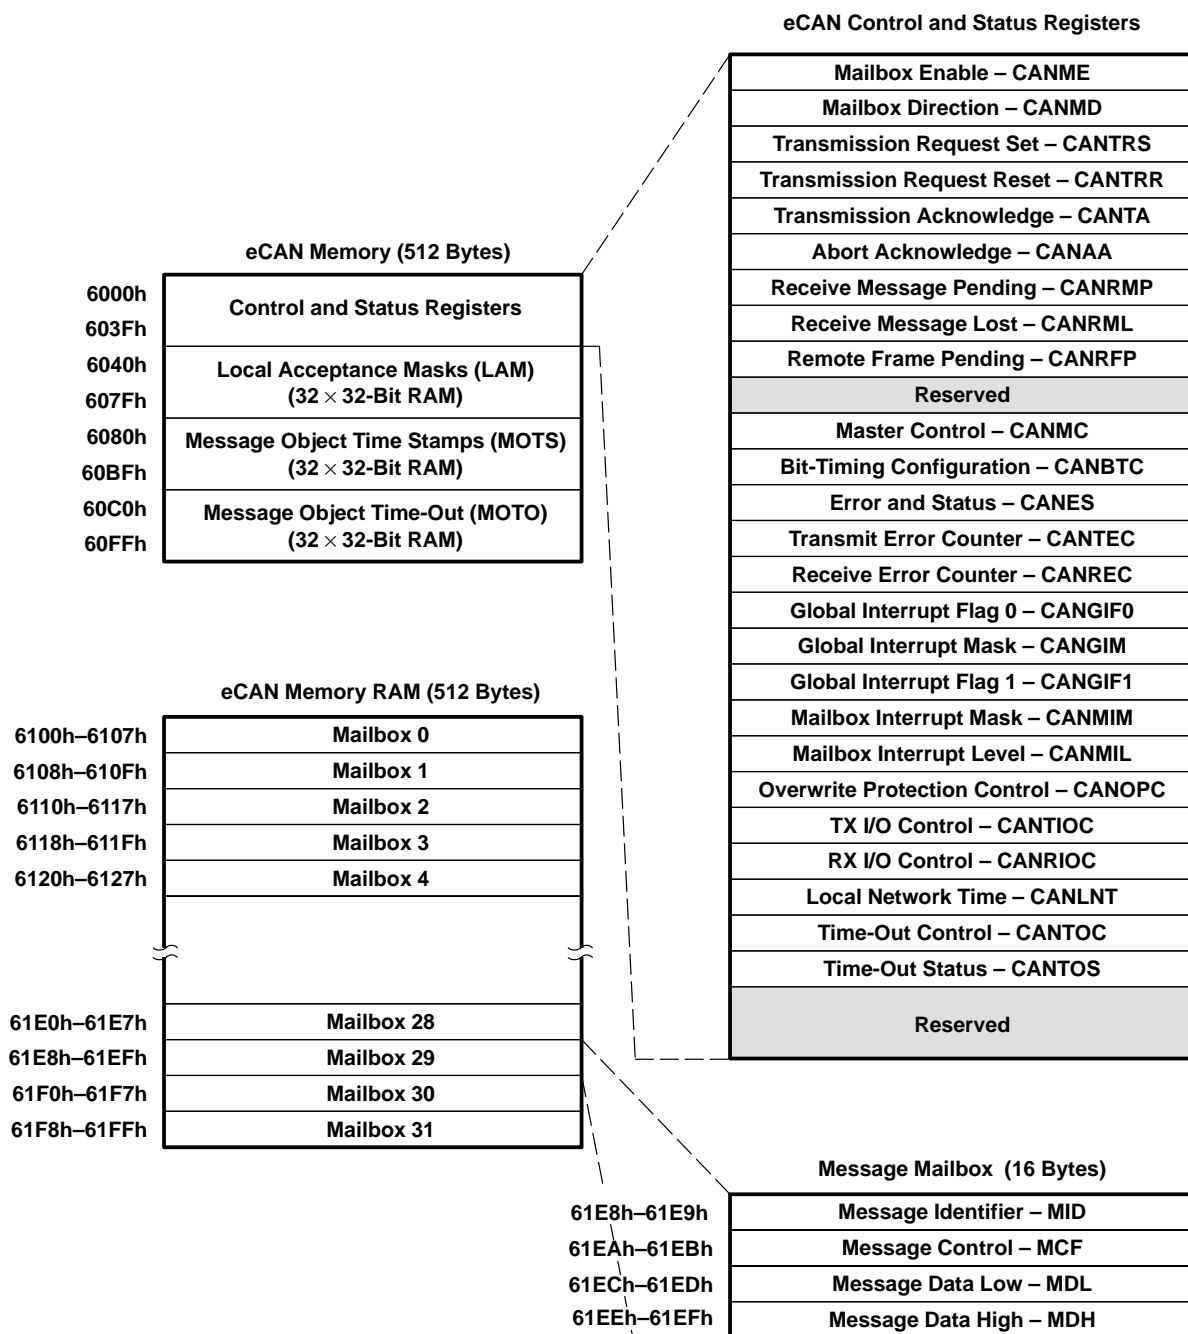 eCAN Control and Status Registers
Mailbox Enable – CANME
Mailbox Direction – CANMD
Transmission Request Set – CANTRS
Transmission Request Reset – CANTRR
Transmission Acknowledge – CANTA
Abort Acknowledge – CANAA
Receive Message Pending – CANRMP
Receive Message Lost – CANRML
Remote Frame Pending – CANRFP
Reserved
Master Control – CANMC
Bit-Timing Configuration – CANBTC
Error and Status – CANES
Transmit Error Counter – CANTEC
Receive Error Counter – CANREC
Global Interrupt Flag 0 – CANGIF0
Global Interrupt Mask – CANGIM
Global Interrupt Flag 1 – CANGIF1
Mailbox Interrupt Mask – CANMIM
Mailbox Interrupt Level – CANMIL
Overwrite Protection Control – CANOPC
TX I/O Control – CANTIOC
RX I/O Control – CANRIOC
Local Network Time – CANLNT
Time-Out Control – CANTOC
Time-Out Status – CANTOS
Reserved
eCAN Memory (512 Bytes)
6000h
Control and Status Registers
603Fh
6040h
Local Acceptance Masks (LAM)
(32 × 32-Bit RAM)
607Fh
6080h
Message Object Time Stamps (MOTS)
(32 × 32-Bit RAM)
60BFh
60C0h
Message Object Time-Out (MOTO)
(32 × 32-Bit RAM)
60FFh
eCAN Memory RAM (512 Bytes)
6100h–6107h Mailbox 0
6108h–610Fh Mailbox 1
6110h–6117h Mailbox 2
6118h–611Fh Mailbox 3
6120h–6127h Mailbox 4
61E0h–61E7h Mailbox 28
61E8h–61EFh Mailbox 29
61F0h–61F7h Mailbox 30
61F8h–61FFh Mailbox 31
Message Mailbox (16 Bytes)
61E8h–61E9h Message Identifier – MID
61EAh–61EBh Message Control – MCF
61ECh–61EDh Message Data Low – MDL
61EEh–61EFh Message Data High – MDH